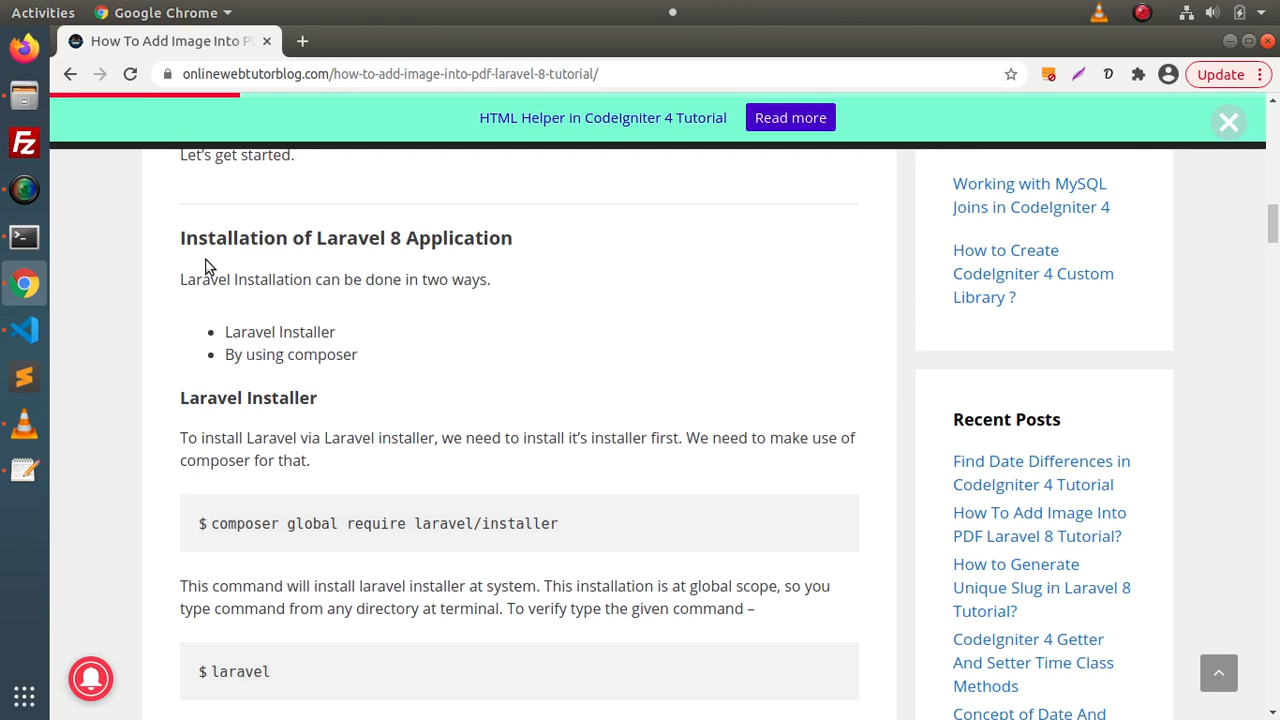 Activities
Google Chrome
How To Add Image Into P
onlinewebtutorblog.com/how-to-add-image-into-pdf-laravel-8-tutorial/
Update
HTML Helper in CodeIgniter 4 Tutorial
Read more
Let's get started.
Installation of Laravel 8 Application
Laravel Installation can be done in two ways.
Laravel Installer
By using composer
Laravel Installer
To install Laravel via Laravel installer, we need to install it's installer first. We need to make use of
composer for that.
$ composer global require laravel/installer
This command will install laravel installer at system. This installation is at global scope, so you
type command from any directory at terminal. To verify type the given command –
$ laravel
Working with MySQL
Joins in CodeIgniter 4
How to Create
CodeIgniter 4 Custom
Library ?
Recent Posts
Find Date Differences in
CodeIgniter 4 Tutorial
How To Add Image Into
PDF Laravel 8 Tutorial?
How to Generate
Unique Slug in Laravel 8
Tutorial?
CodeIgniter 4 Getter
And Setter Time Class
Methods
Concept of Date And